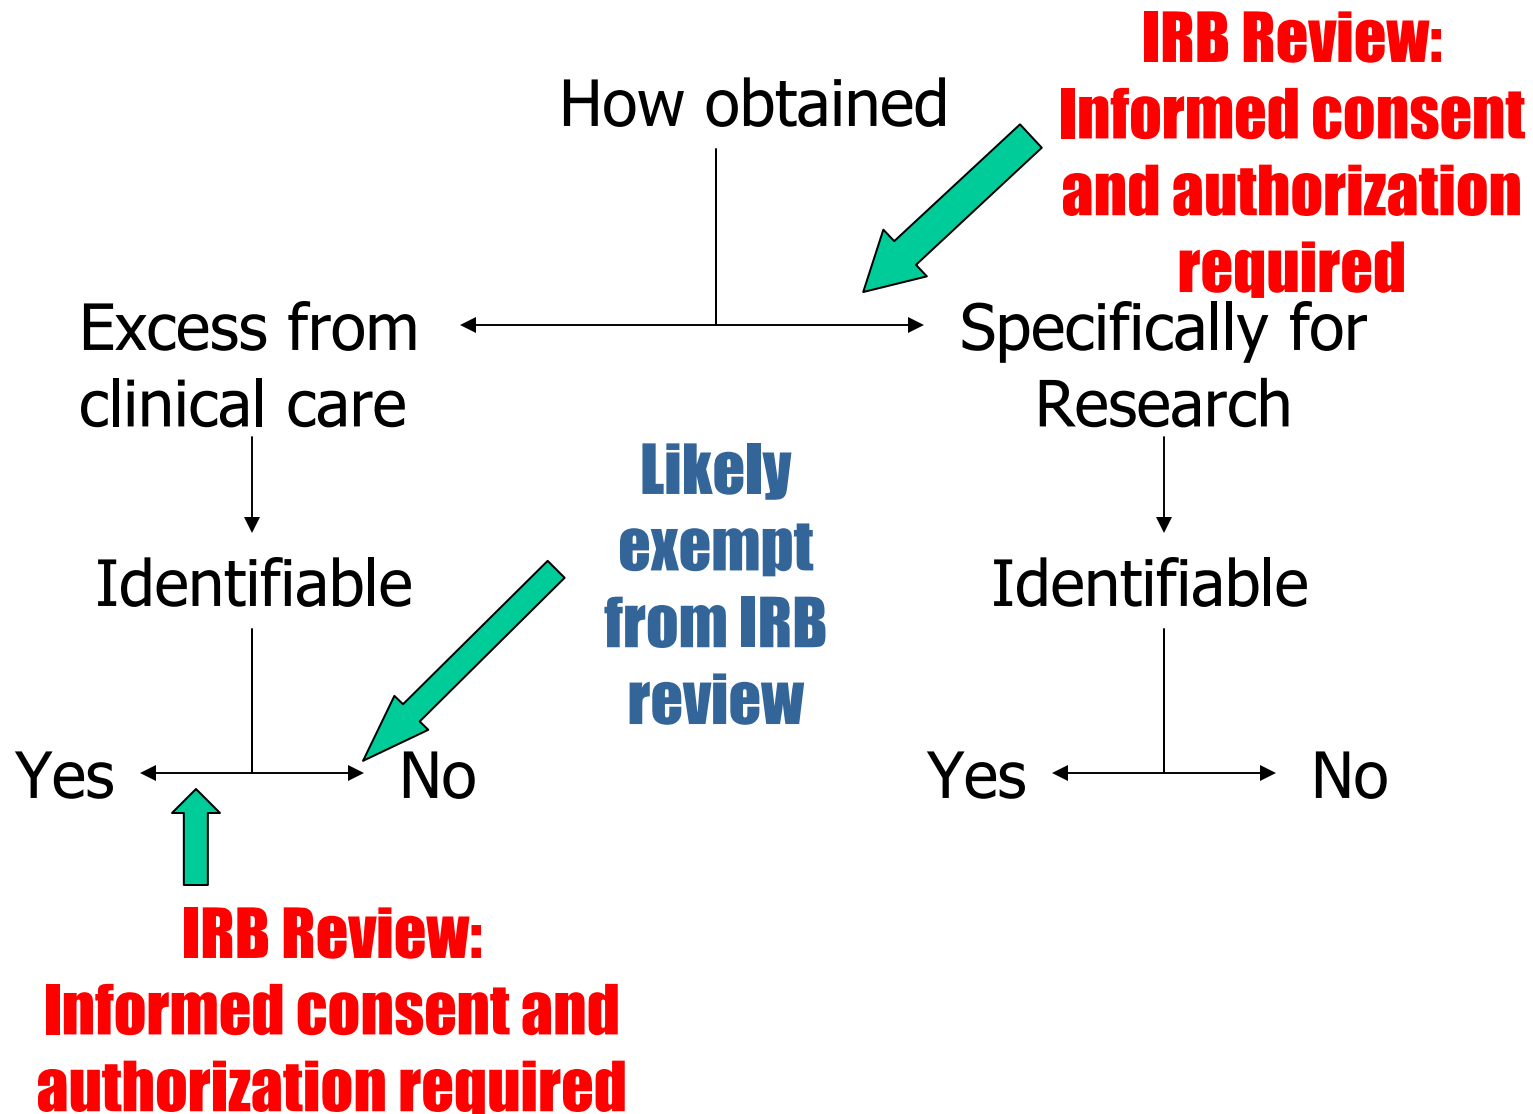 IRB Review:
Informed consent
and authorization
required
How obtained
Excess from
clinical care
Specifically for
Research
Likely
exempt
from IRB
review
Identifiable
Identifiable
Yes
No
Yes
No
IRB Review:
Informed consent and
authorization required